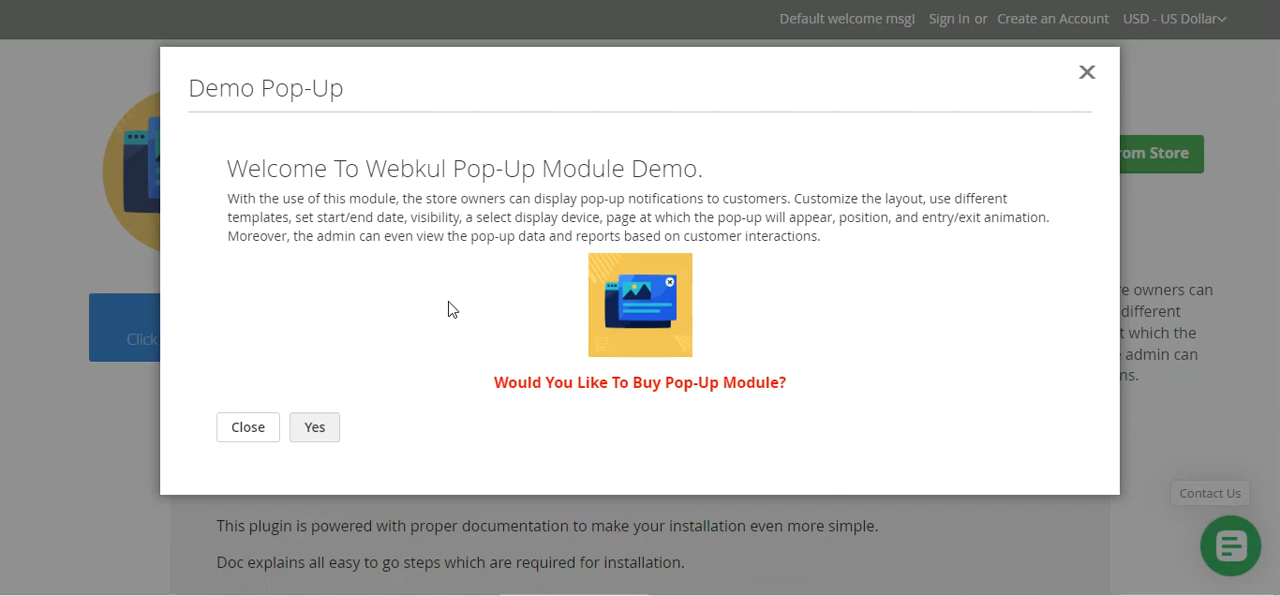 Default welcome msg! Sign In or Create an Account USD - US Dollar
Demo Pop-Up
rom Store
Welcome To Webkul Pop-Up Module Demo.
With the use of this module, the store owners can display pop-up notifications to customers. Customize the layout, use different
templates, set start/end date, visibility, a select display device, page at which the pop-up will appear, position, and entry/exit animation.
Moreover, the admin can even view the pop-up data and reports based on customer interactions.
Click
e owners can
different
t which the
admin can
ns.
Would You Like To Buy Pop-Up Module?
Close Yes
Contact Us
This plugin is powered with proper documentation to make your installation even more simple.
Doc explains all easy to go steps which are required for installation.